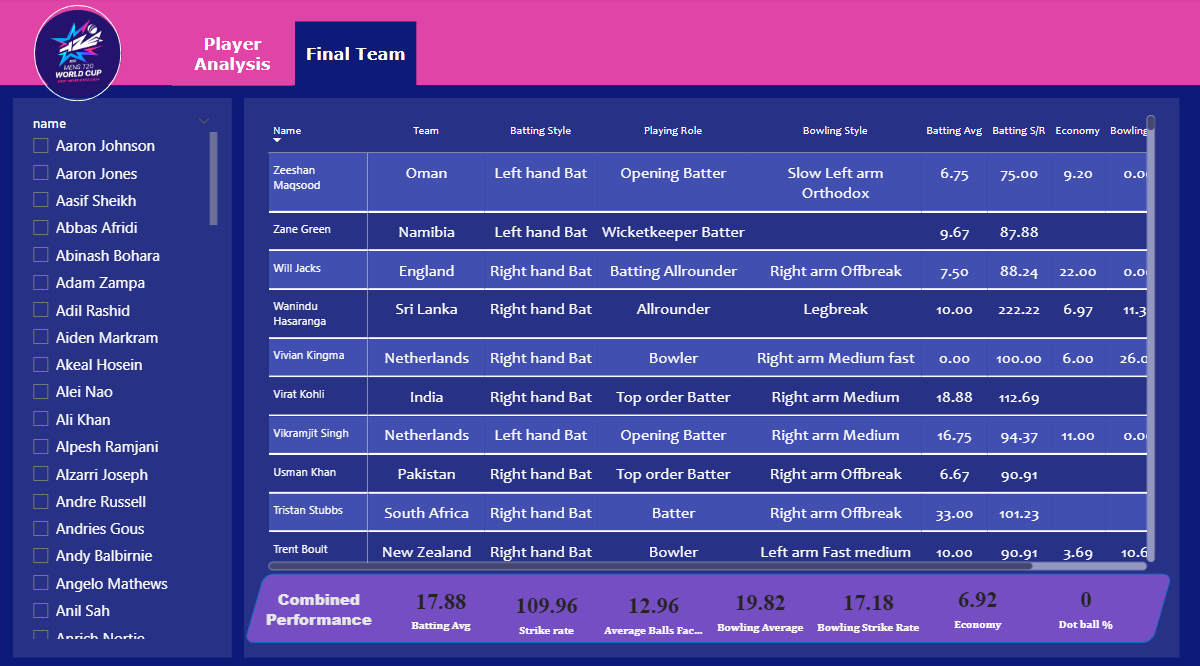 MENS T20
WORLD CUP
Player
Analysis
Final Team
name
Aaron Johnson
Aaron Jones
Aasif Sheikh
Abbas Afridi
Abinash Bohara
Adam Zampa
Adil Rashid
Aiden Markram
Akeal Hosein
Alei Nao
Ali Khan
Alpesh Ramjani
Alzarri Joseph
Andre Russell
Andries Gous
Andy Balbirnie
Angelo Mathews
Anil Sah
Anrich Nortje
Name Team Batting Style Playing Role Bowling Style Batting Avg Batting S/R Economy Bowling
Zeeshan
Maqsood Oman Left hand Bat Opening Batter Slow Left arm
Orthodox 6.75 75.00 9.20 0.0
Zane Green Namibia Left hand Bat Wicketkeeper Batter 9.67 87.88
Will Jacks England Right hand Bat Batting Allrounder Right arm Offbreak 7.50 88.24 22.00 0.0
Wanindu
Hasaranga Sri Lanka Right hand Bat Allrounder Legbreak 10.00 222.22 6.97 11.3
Vivian Kingma Netherlands Right hand Bat Bowler Right arm Medium fast 0.00 100.00 6.00 26.0
Virat Kohli India Right hand Bat Top order Batter Right arm Medium 18.88 112.69
Vikramjit Singh Netherlands Left hand Bat Opening Batter Right arm Medium 16.75 94.37 11.00 0.0
Usman Khan Pakistan Right hand Bat Top order Batter Right arm Offbreak 6.67 90.91
Tristan Stubbs South Africa Right hand Bat Batter Right arm Offbreak 33.00 101.23
Trent Boult New Zealand Right hand Bat Bowler Left arm Fast medium 10.00 90.91 3.69 10.6
Combined
Performance
17.88 109.96 12.96 19.82 17.18 6.92 0
Batting Avg Strike rate Average Balls Fac... Bowling Average Bowling Strike Rate Economy Dot ball %